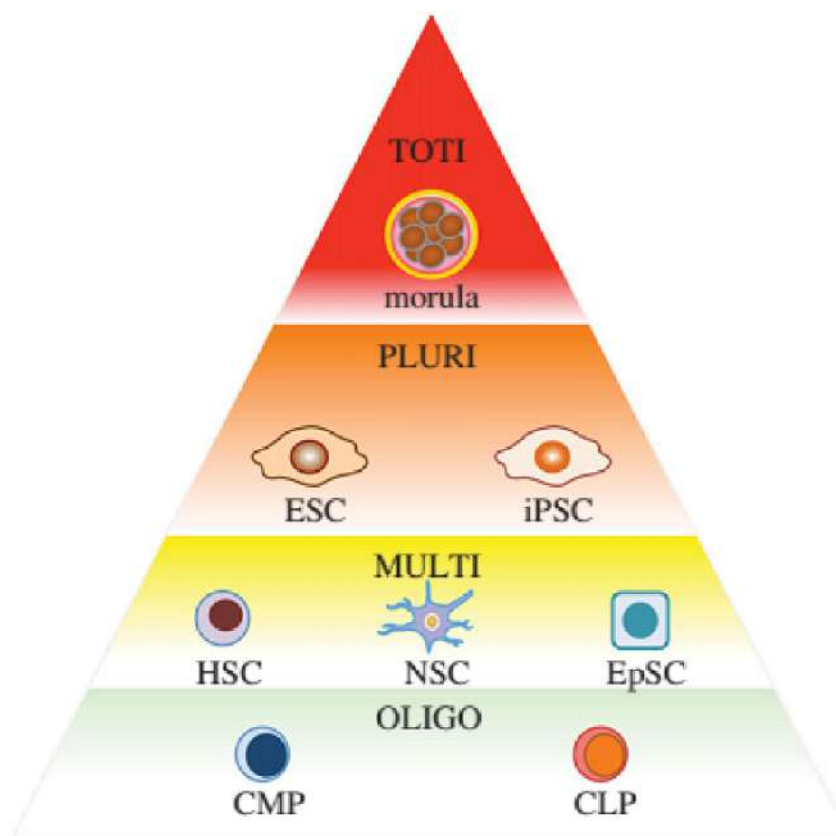 TOTI
morula
PLURI
ESC iPSC
MULTI
HSC NSC EpSC
OLIGO
CMP CLP